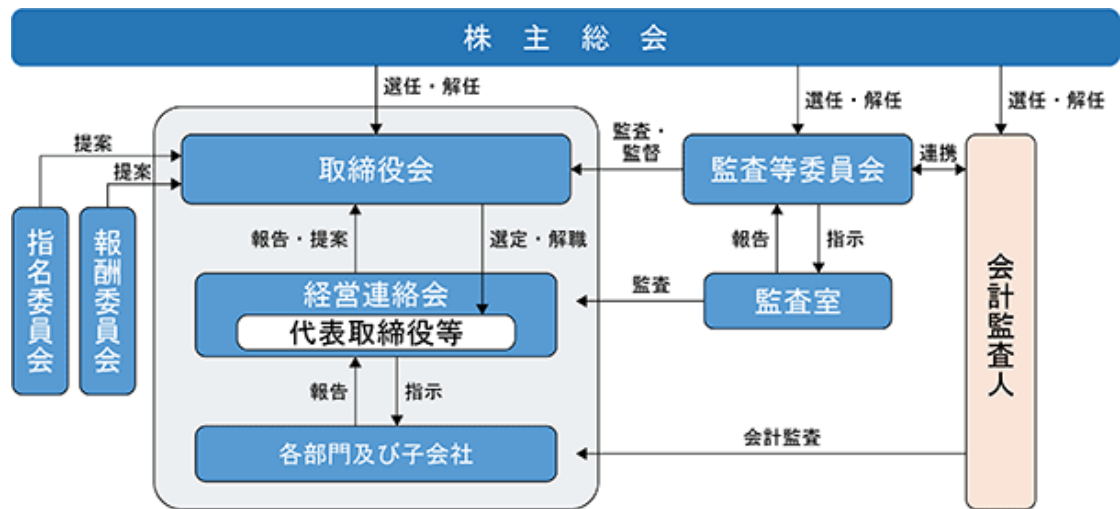 株主総会
選任・解任
選任・解任
選任・解任
提案
提案
監査・
監督
連携
取締役会
監査等委員会
指名委員会
報酬委員会
報告・提案
選定・解職
報告
指示
会計監査人
経営連絡会
代表取締役等
監査
監査室
報告
指示
会計監査
各部門及び子会社